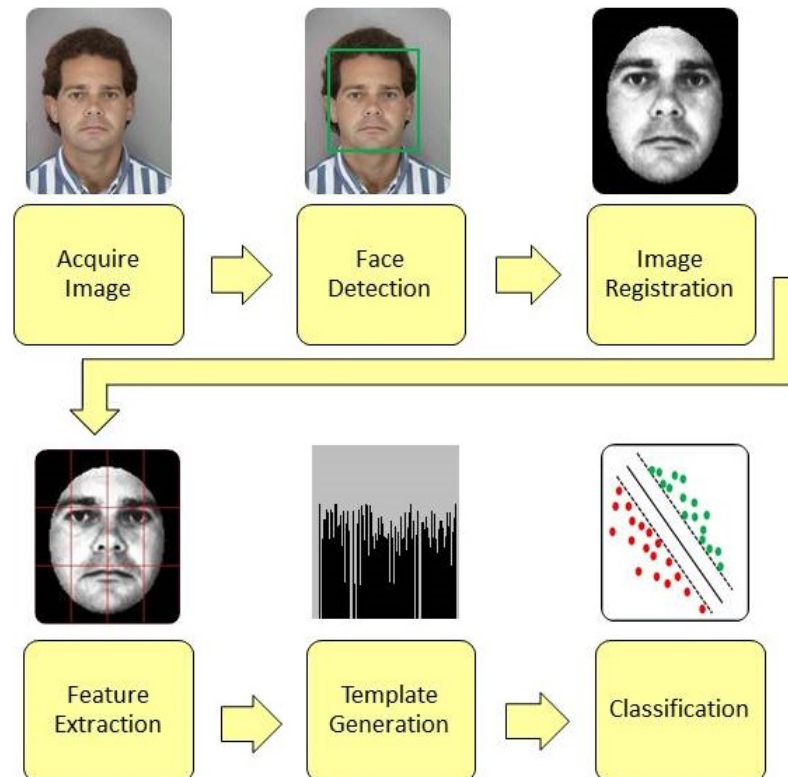 Acquire
Image
Face
Detection
Image
Registration
Feature
Extraction
Template
Generation
Classification